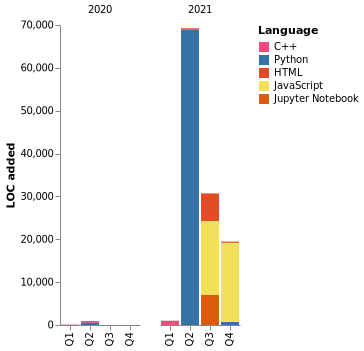 2020
2021
LOC added
70,000
60,000
50,000
40,000
30,000
20,000
10,000
0
Q1
Q2
Q3
Q4
Q1
Q2
Q3
Q4
Language
C++
Python
HTML
JavaScript
Jupyter Notebook